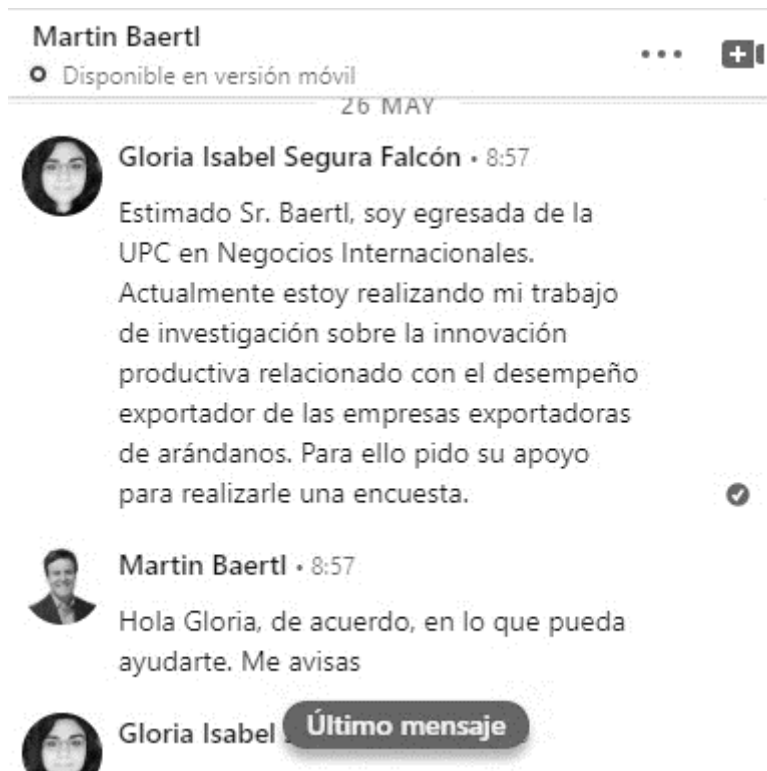 Martin Baertl
Disponible en versión móvil
26 MAY
Gloria Isabel Segura Falcón • 8:57
Estimado Sr. Baertl, soy egresada de la
UPC en Negocios Internacionales.
Actualmente estoy realizando mi trabajo
de investigación sobre la innovación
productiva relacionado con el desempeño
exportador de las empresas exportadoras
de arándanos. Para ello pido su apoyo
para realizarle una encuesta.
Martin Baertl • 8:57
Hola Gloria, de acuerdo, en lo que pueda
ayudarte. Me avisas
Gloria Isabel
Último mensaje